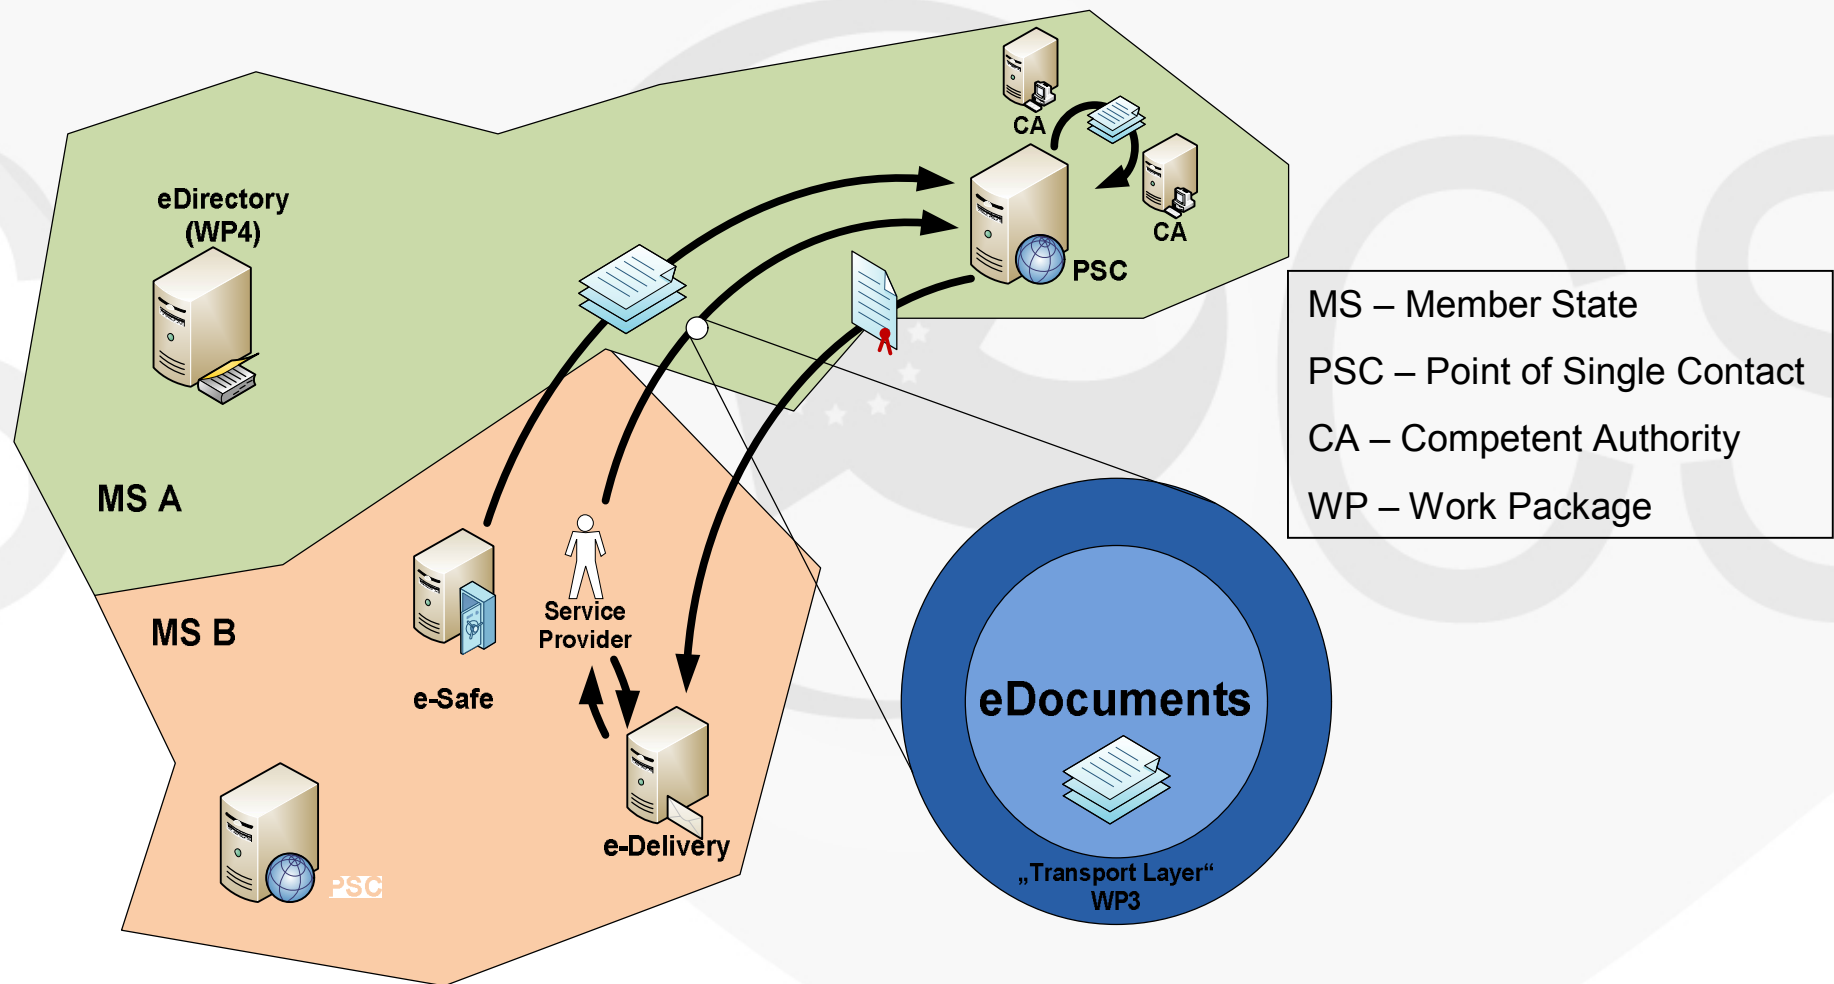 CA
eDirectory
(WP4)
CA
PSC
MS – Member State
PSC – Point of Single Contact
CA – Competent Authority
WP – Work Package
MS A
Service
Provider
MS B
e-Safe
eDocuments
e-Delivery
„Transport Layer“
WP3
PSC
CS